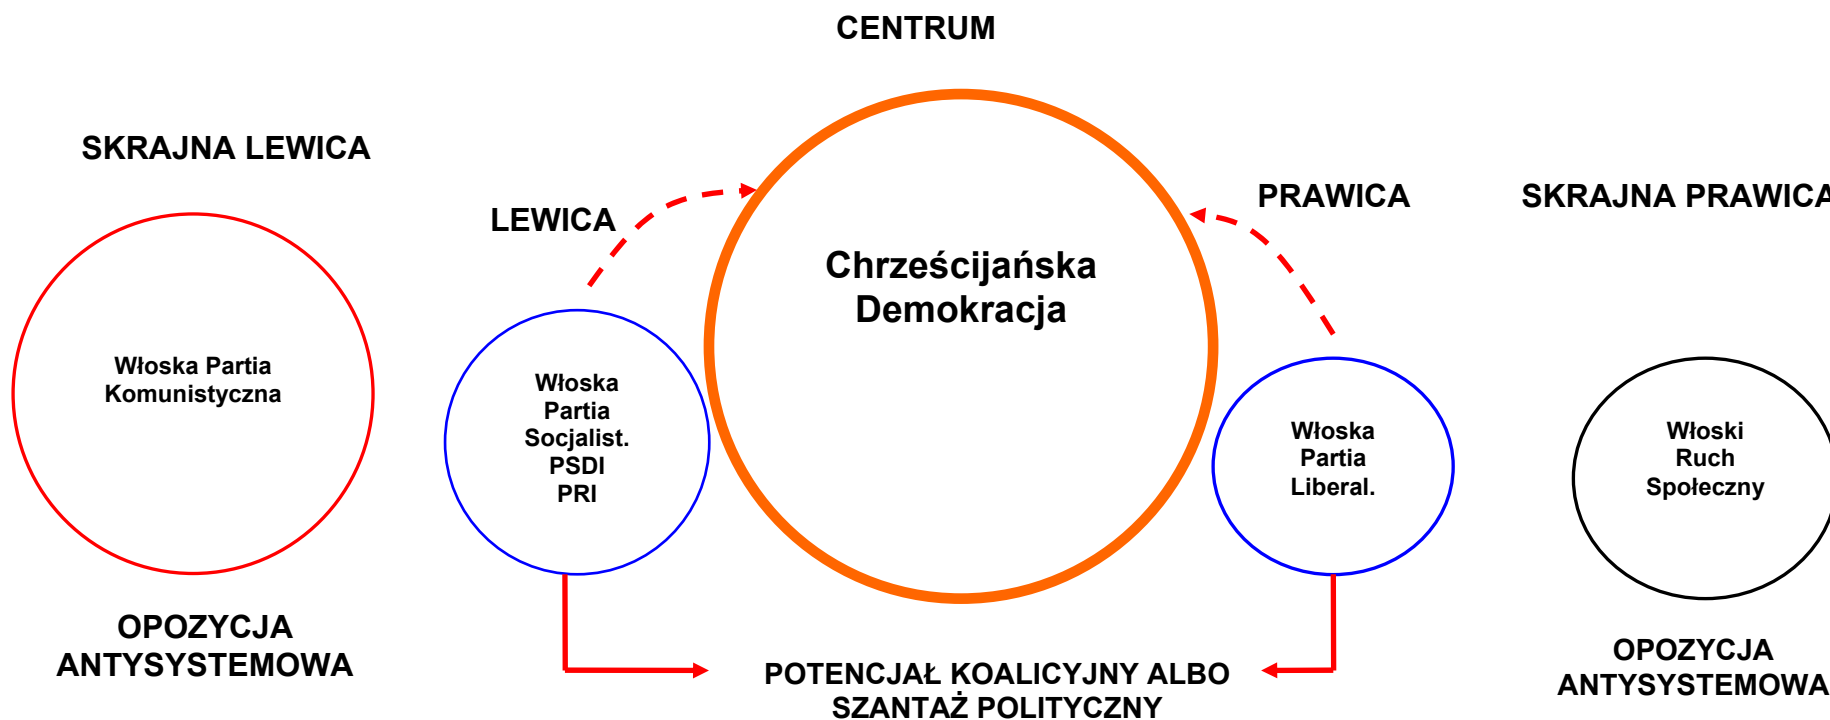 CENTRUM
SKRAJNA LEWICA
LEWICA
PRAWICA
SKRAJNA PRAWICA
Chrześcijańska
Demokracja
Włoska Partia
Komunistyczna
Włoska
Partia
Socjalist.
PSDI
PRI
Włoska
Partia
Liberal.
Włoski
Ruch
Społeczny
OPOZYCJA
ANTYSYSTEMOWA
POTENCJAŁ KOALICYJNY ALBO
SZANTAŻ POLITYCZNY
OPOZYCJA
ANTYSYSTEMOWA